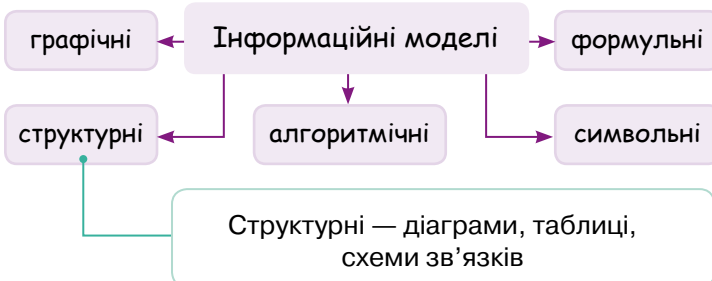 графічні
Інформаційні моделі
формульні
структурні
алгоритмічні
символьні
Структурні — діаграми, таблиці,
схеми зв’язків